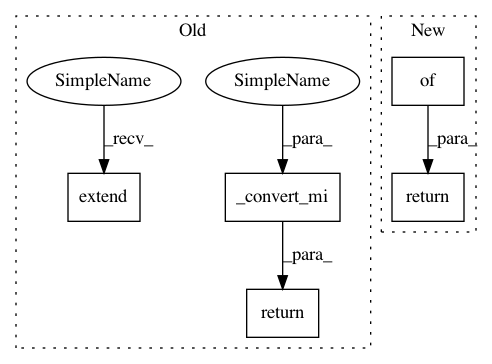 Old
New
SimpleName
SimpleName
of
_recv_
_para_
_para_
extend
_convert_mi
return
_para_
return